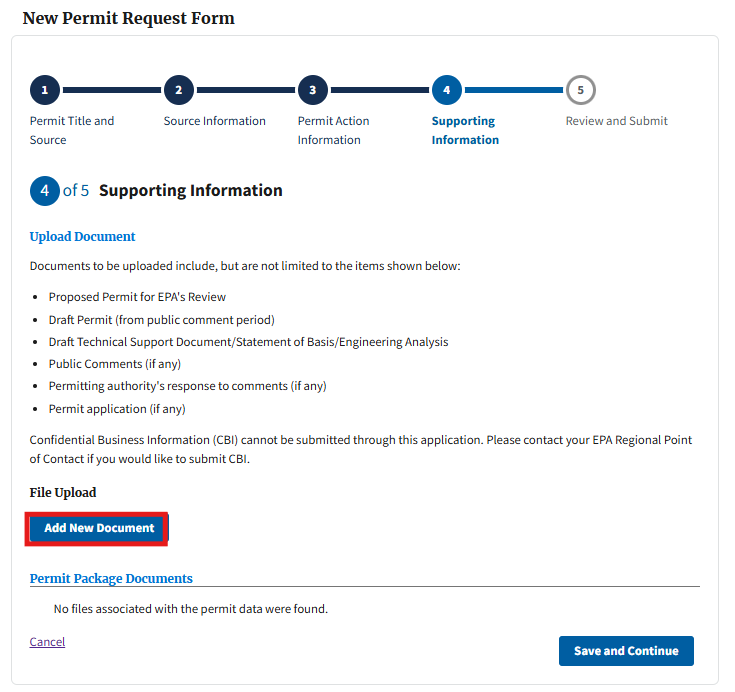 New Permit Request Form
1 2 3 4 5
Permit Title and Source Information Permit Action Supporting Review and Submit
Source Information Information
4 of 5 Supporting Information
Upload Document
Documents to be uploaded include, but are not limited to the items shown below:
• Proposed Permit for EPA's Review
• Draft Permit (from public comment period)
• Draft Technical Support Document/Statement of Basis/Engineering Analysis
• Public Comments (if any)
• Permitting authority's response to comments (if any)
• Permit application (if any)
Confidential Business Information (CBI) cannot be submitted through this application. Please contact your EPA Regional Point
of Contact if you would like to submit CBI.
File Upload
Add New Document
Permit Package Documents
No files associated with the permit data were found.
Cancel
Save and Continue